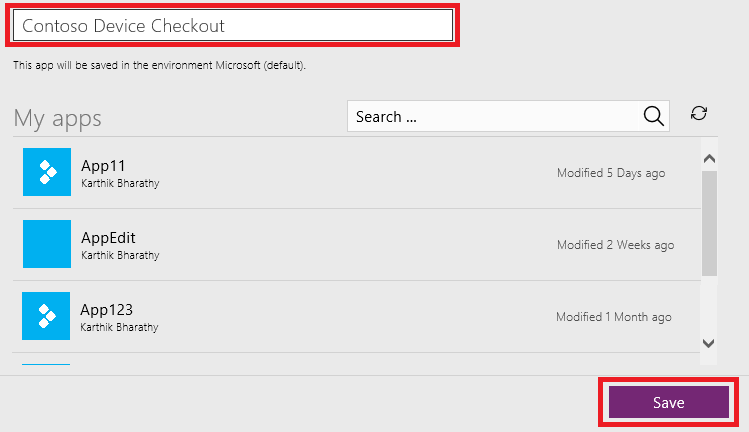 Contoso Device Checkout
This app will be saved in the environment Microsoft (default).
My apps
Search ...
App11
Karthik Bharathy
Modified 5 Days ago
AppEdit
Karthik Bharathy
Modified 2 Weeks ago
App123
Karthik Bharathy
Modified 1 Month ago
Save